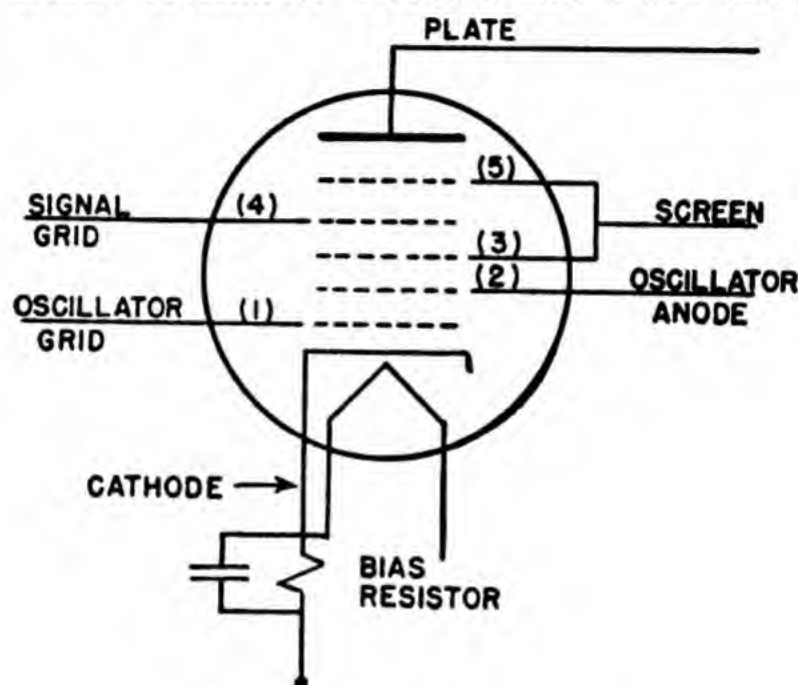 PLATE
(5)
SIGNAL
GRID
(4)
SCREEN
(3)
(2)
OSCILLATOR
ANODE
OSCILLATOR
GRID
(1)
CATHODE
BIAS
RESISTOR